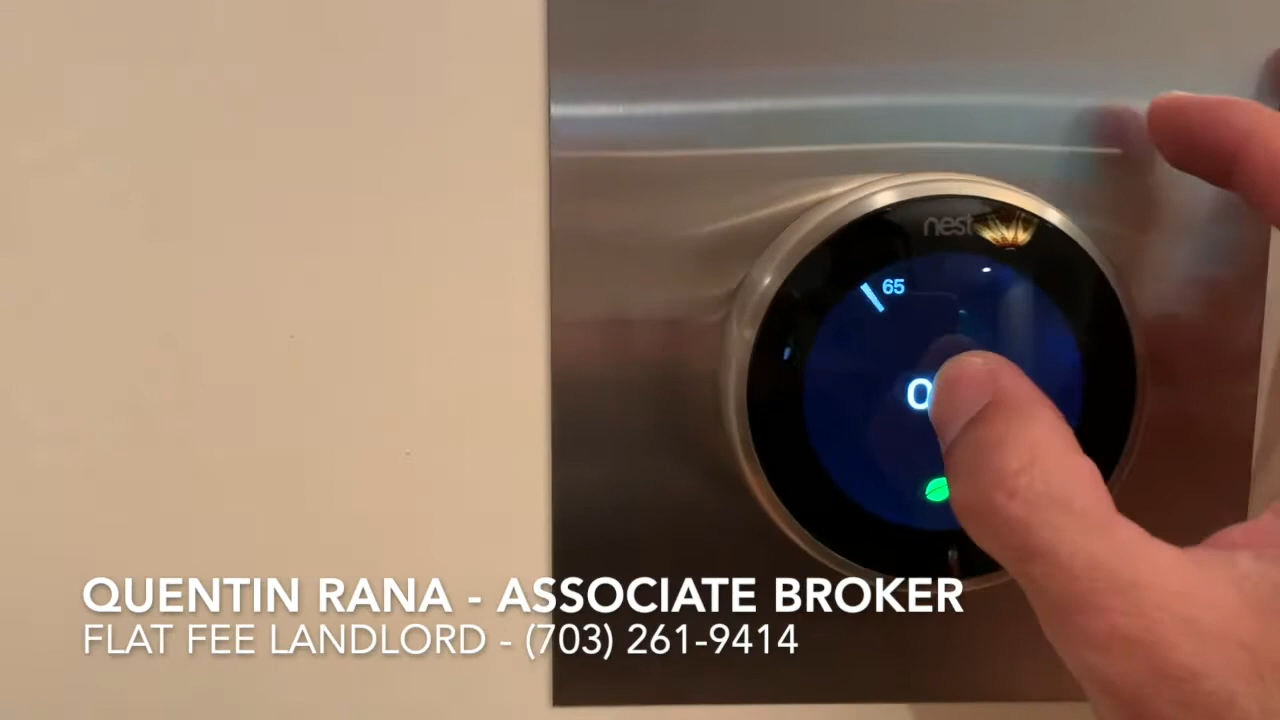 nest
65
QUENTIN RANA - ASSOCIATE BROKER
FLAT FEE LANDLORD - (703) 261-9414